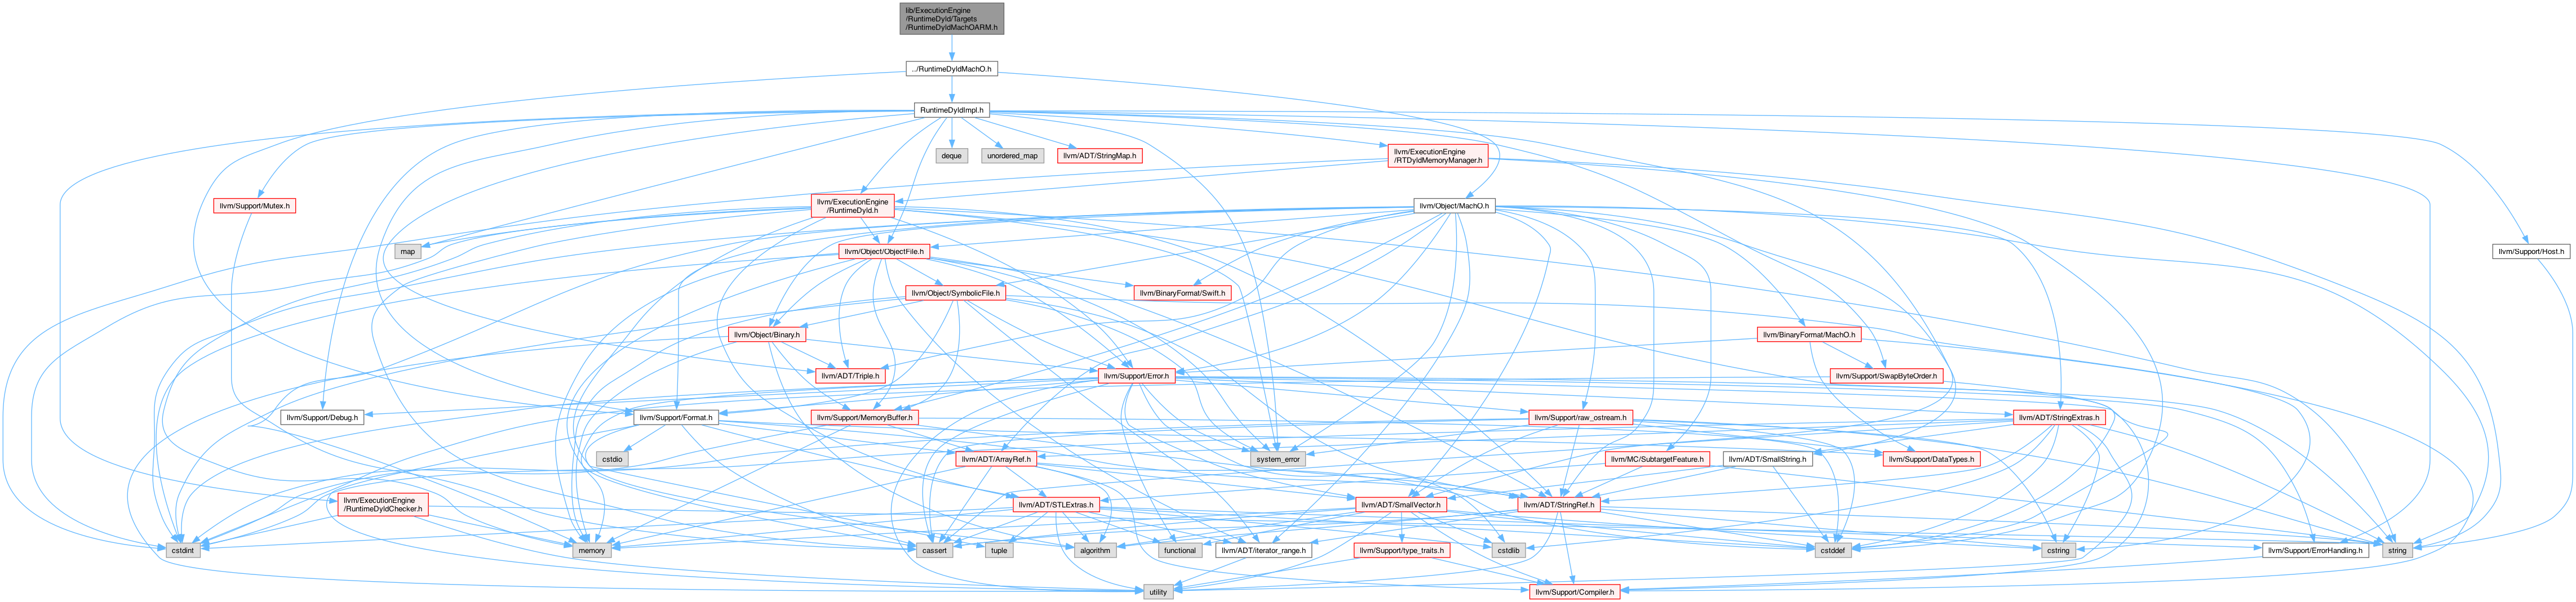 lib/ExecutionEngine
/RuntimeDyld/Targets
/RuntimeDyldMachOARM.h
../RuntimeDyldMachO.h
RuntimeDyldImpl.h
deque
unordered_map
llvm/ADT/StringMap.h
llvm/ExecutionEngine
/RTDyldMemoryManager.h
llvm/Support/Mutex.h
llvm/ExecutionEngine
/RuntimeDyld.h
llvm/Object/MachO.h
map
llvm/Object/ObjectFile.h
llvm/Support/Host.h
llvm/Object/SymbolicFile.h
llvm/BinaryFormat/Swift.h
llvm/Object/Binary.h
llvm/BinaryFormat/MachO.h
llvm/ADT/Triple.h
llvm/Support/Error.h
llvm/Support/SwapByteOrder.h
llvm/Support/Debug.h
llvm/Support/Format.h
llvm/Support/MemoryBuffer.h
llvm/Support/raw_ostream.h
llvm/ADT/StringExtras.h
cstdio
llvm/ADT/ArrayRef.h
system_error
llvm/MC/SubtargetFeature.h
llvm/ADT/SmallString.h
llvm/Support/DataTypes.h
llvm/ExecutionEngine
/RuntimeDyldChecker.h
llvm/ADT/STLExtras.h
llvm/ADT/SmallVector.h
llvm/ADT/StringRef.h
cstdint
memory
cassert
tuple
algorithm
functional
llvm/ADT/iterator_range.h
llvm/Support/type_traits.h
cstdlib
cstddef
cstring
llvm/Support/ErrorHandling.h
string
utility
llvm/Support/Compiler.h